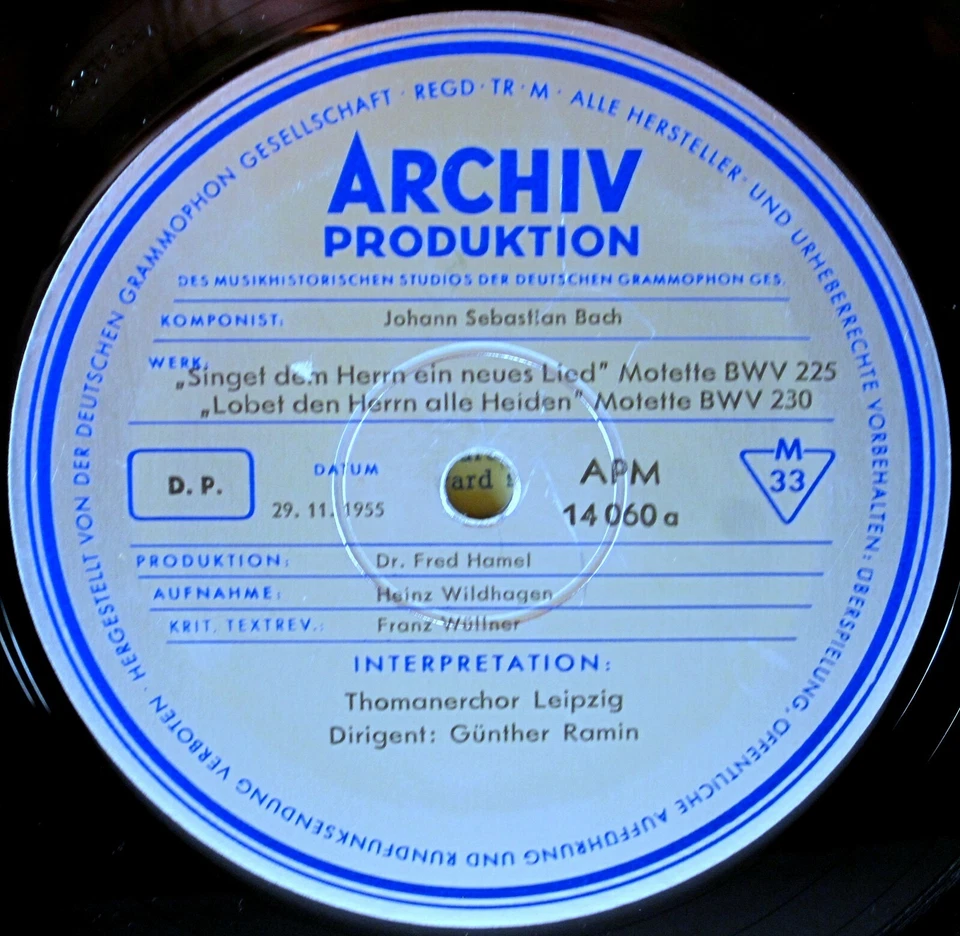 HERGESTELLT VON DER DEUTSCHEN GRAMMOPHON GESELLSCHAFT · REGD · TR · M · ALLE HERSTELLER- UND URHEBERRECHTE VORBEHALTEN: ÜBERSPIELUNG, ÖFFENTLICHE AUFFÜHRUNG UND RUNDFUNKSENDUNG VERBOTEN ·
ARCHIV
PRODUKTION
DES MUSIKHISTORISCHEN STUDIOS DER DEUTSCHEN GRAMMOPHON GES.
KOMPONIST: Johann Sebastian Bach
WERK:
„Singet dem Herrn ein neues Lied” Motette BWV 225
„Lobet den Herrn alle Heiden” Motette BWV 230
D. P.
DATUM
29. 11. 1955
ard
APM
14 060 a
M
33
PRODUKTION: Dr. Fred Hamel
AUFNAHME: Heinz Wildhagen
KRIT. TEXTREV.: Franz Wüllner
INTERPRETATION:
Thomanerchor Leipzig
Dirigent: Günther Ramin